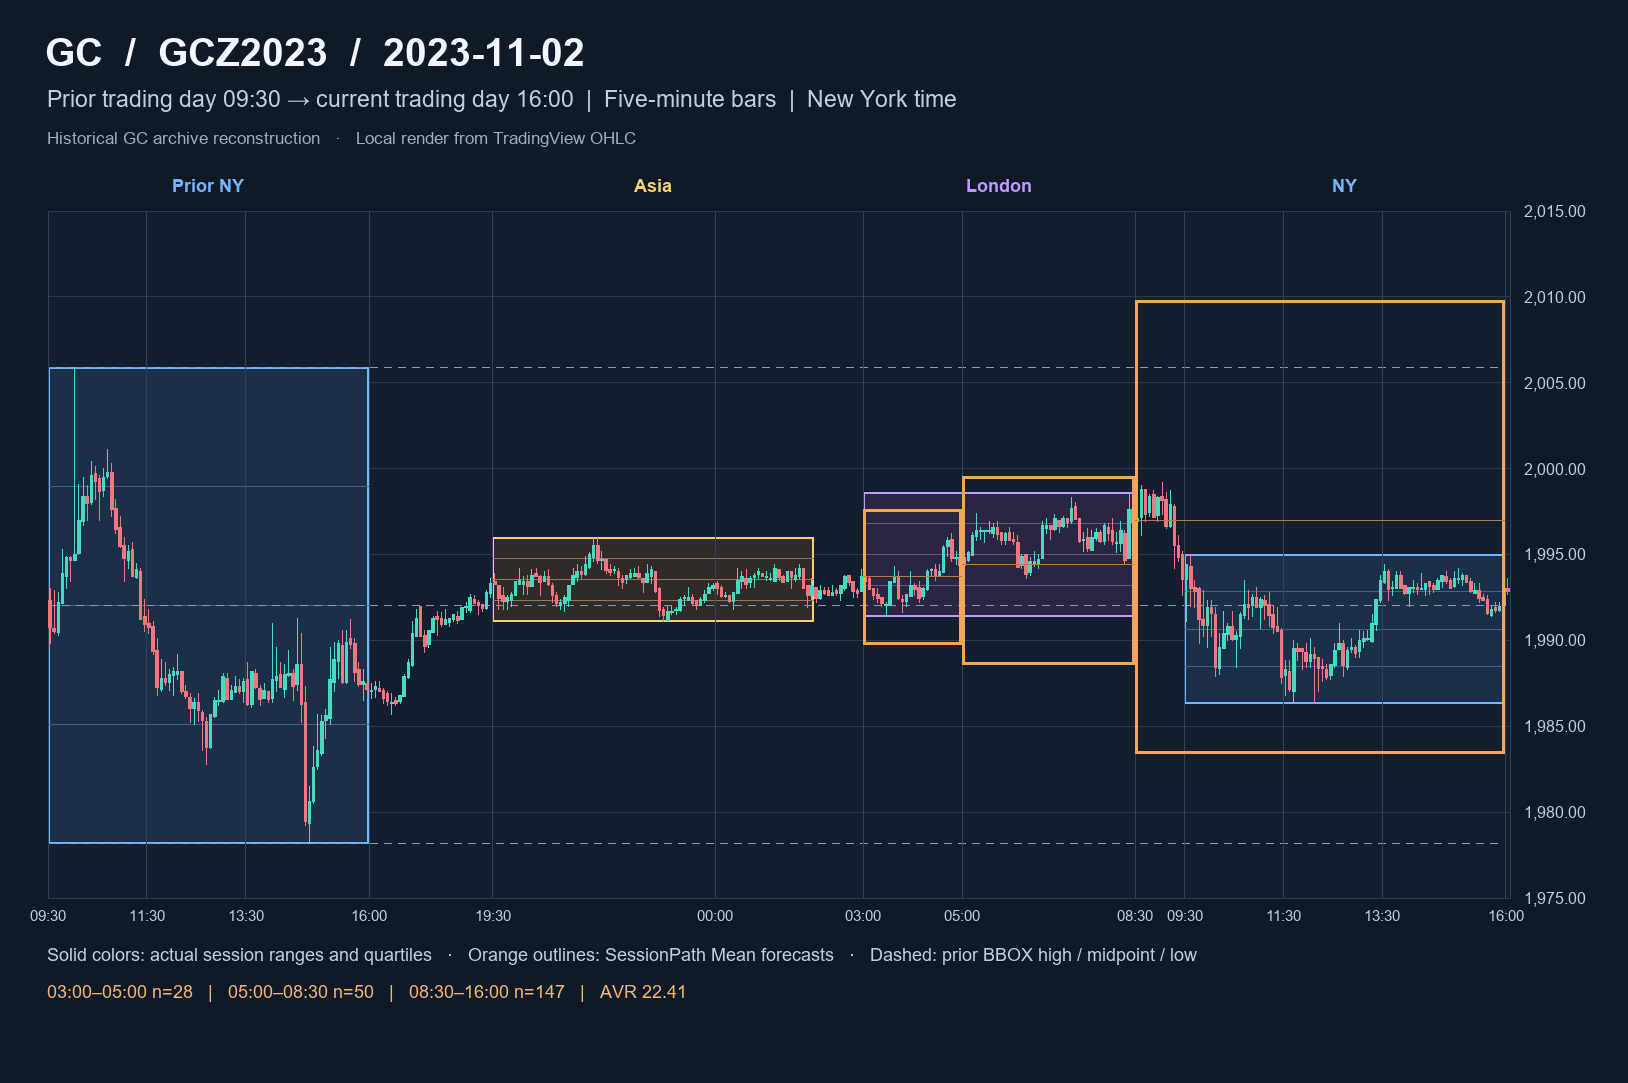 GC / GCZ2023 / 2023-11-02
Prior trading day 09:30 → current trading day 16:00 | Five-minute bars | New York time
Historical GC archive reconstruction · Local render from TradingView OHLC
Prior NY Asia London NY
2,015.00
2,010.00
2,005.00
2,000.00
1,995.00
1,990.00
1,985.00
1,980.00
1,975.00
09:30 11:30 13:30 16:00 19:30 00:00 03:00 05:00 08:30 09:30 11:30 13:30 16:00
Solid colors: actual session ranges and quartiles · Orange outlines: SessionPath Mean forecasts · Dashed: prior BBOX high / midpoint / low
03:00–05:00 n=28 | 05:00–08:30 n=50 | 08:30–16:00 n=147 | AVR 22.41